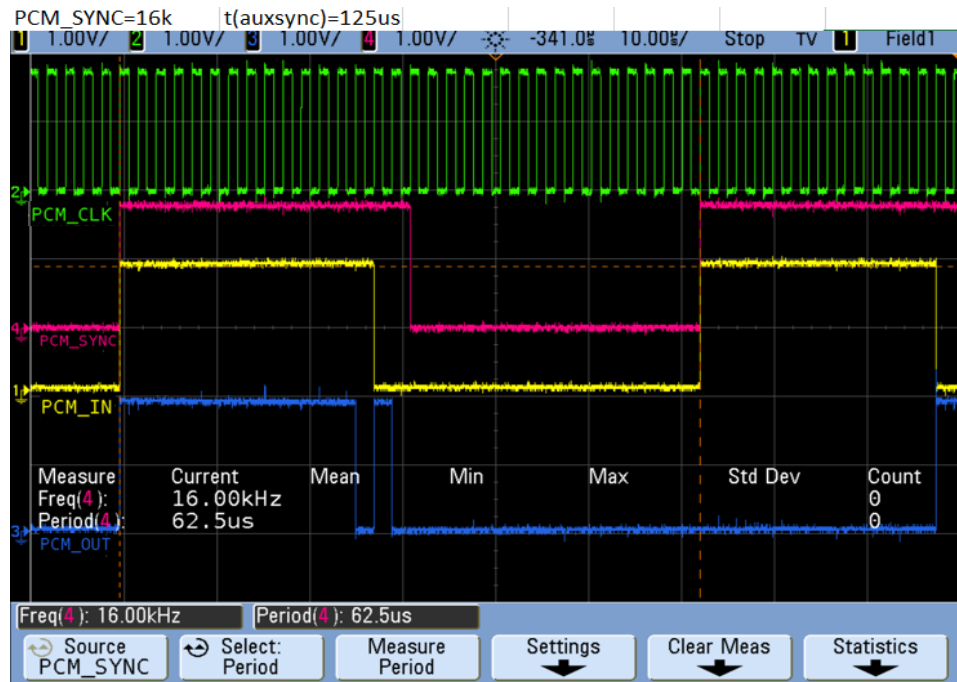 PCM_SYNC=16k t(auxsync)=125us
1 1.00V/ 2 1.00V/ 3 1.00V/ 4 1.00V/ -341.0µs 10.00µs/ Stop TV 1 Field1
2
PCM_CLK
4
PCM_SYNC
1
PCM_IN
Measure Current Mean Min Max Std Dev Count
Freq(4): 16.00kHz 0
Period(4): 62.5us 0
3
PCM_OUT
Freq(4): 16.00kHz Period(4): 62.5us
Source Select: Measure Settings Clear Meas Statistics
PCM_SYNC Period Period